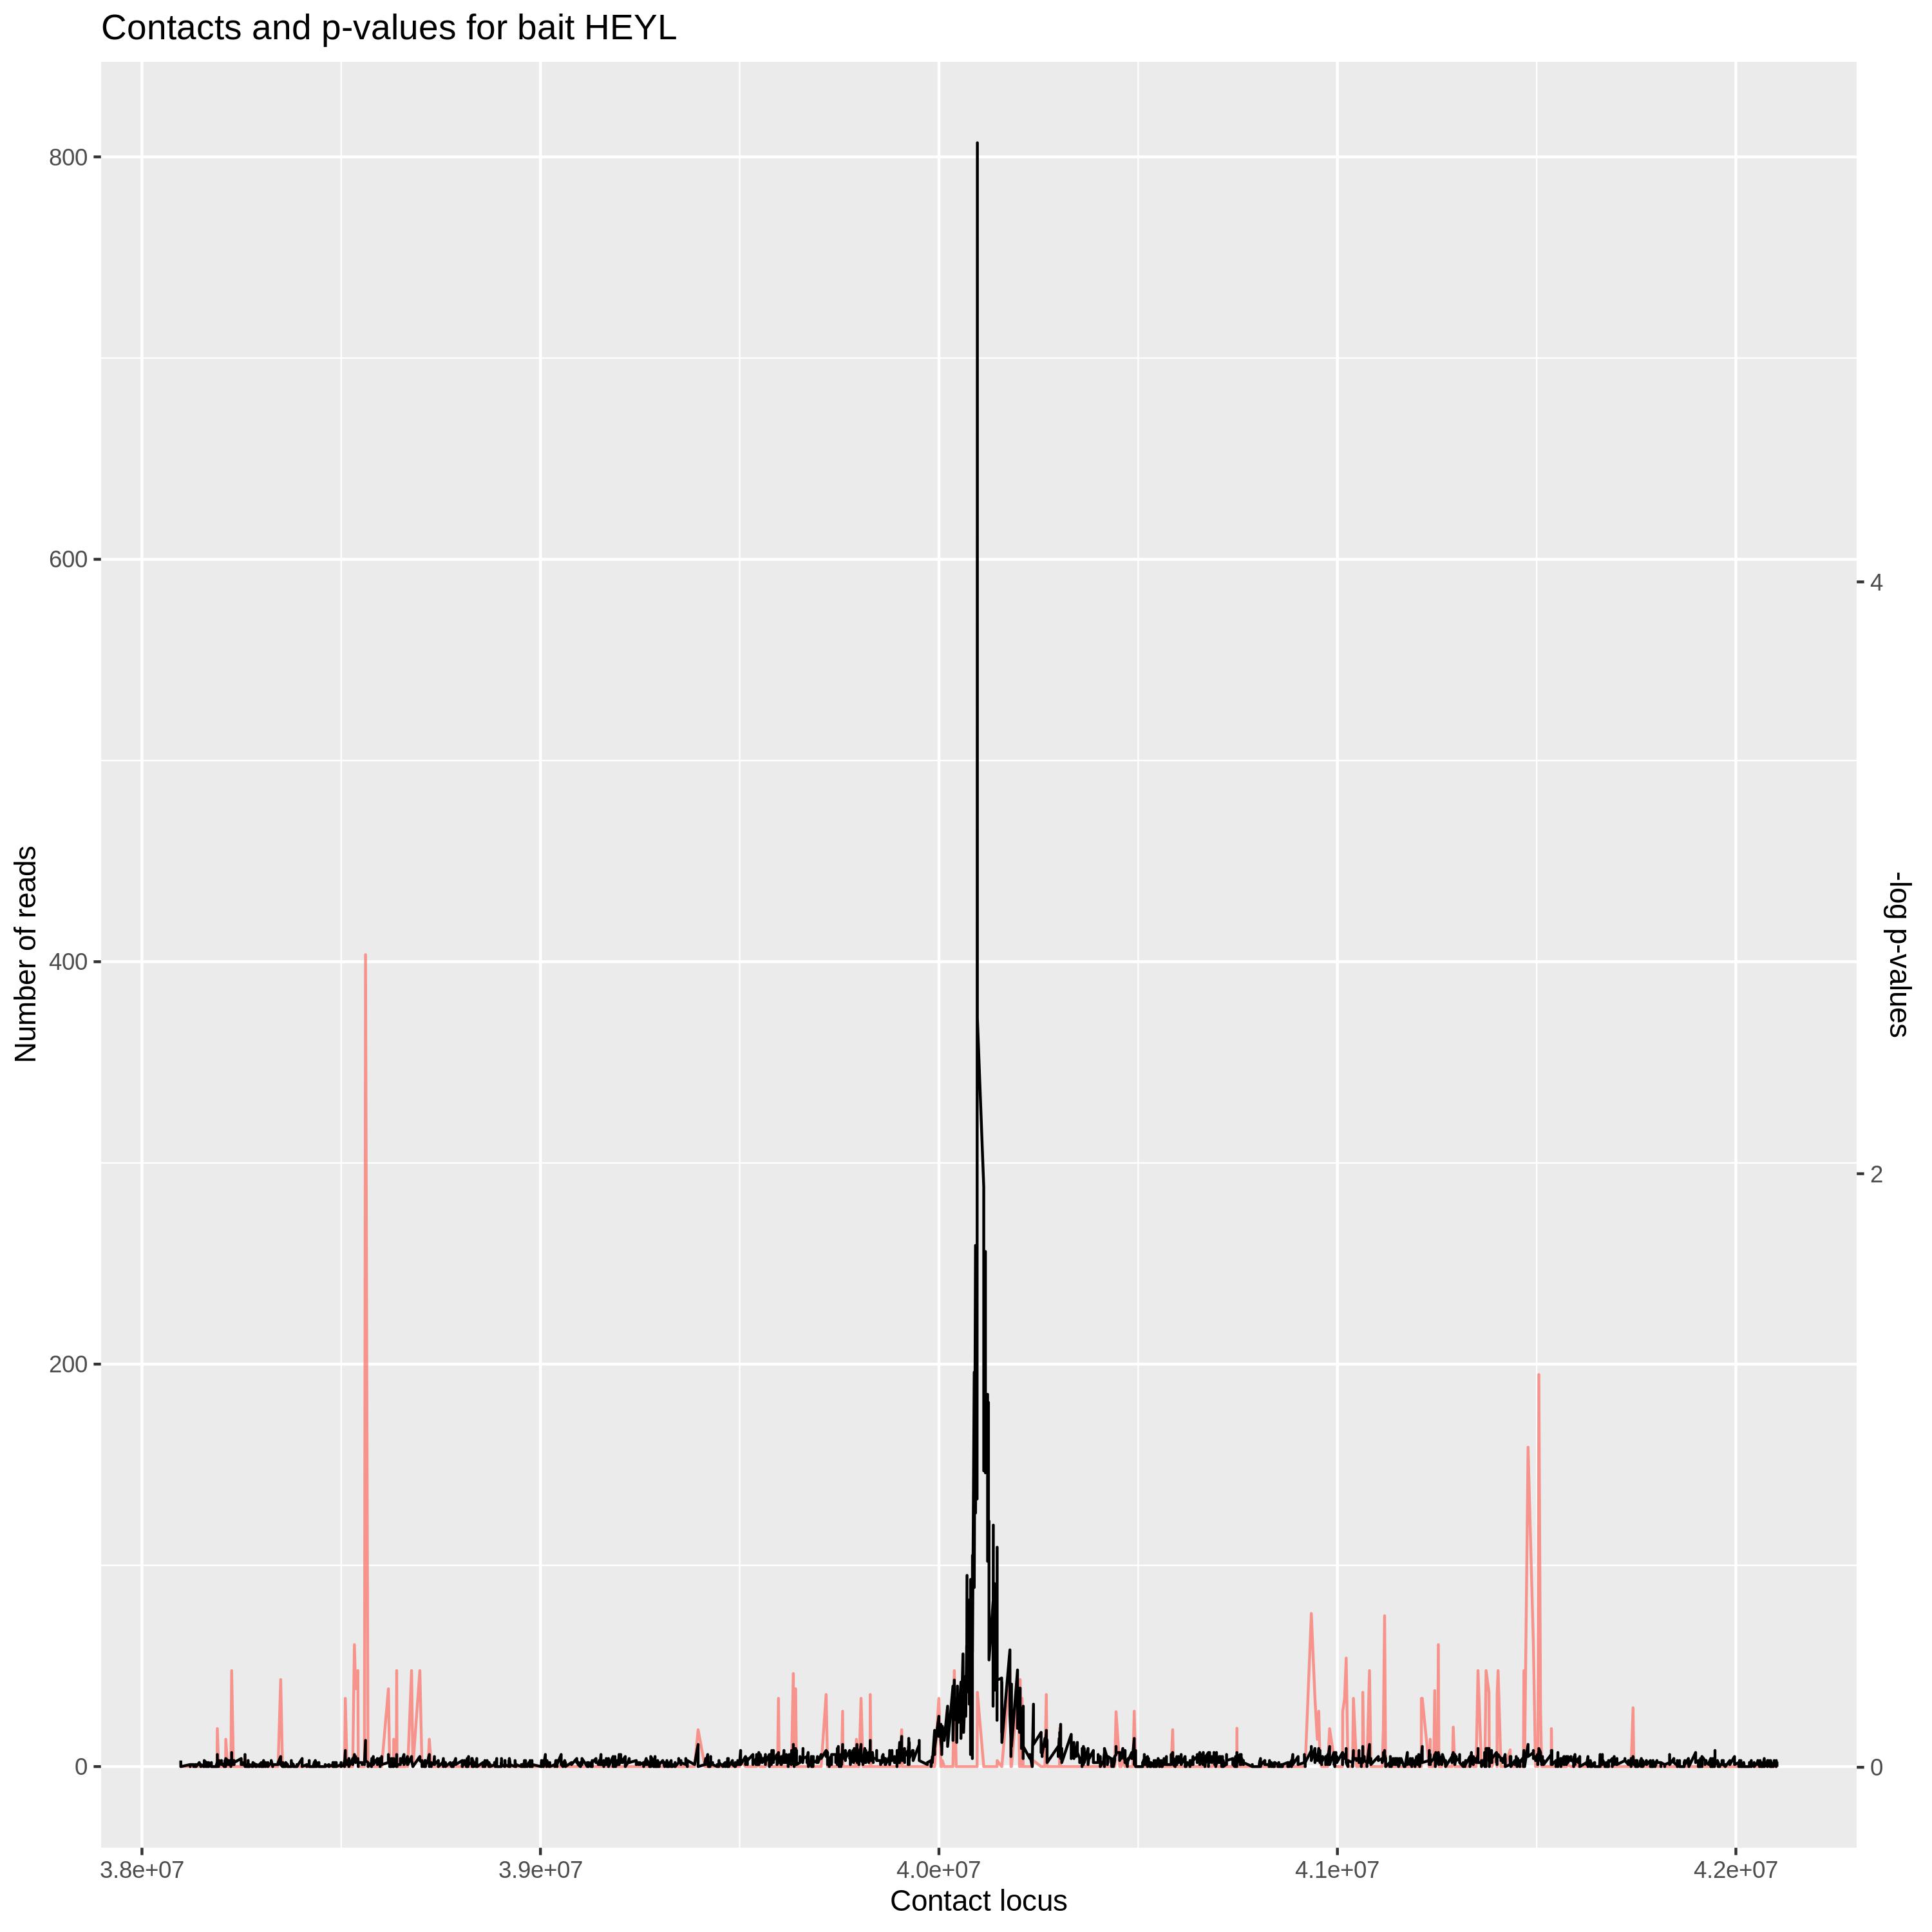 Contacts and p-values for bait HEYL
800
600
400
200
0
Number of reads
4
2
0
-log p-values
3.8e+07 3.9e+07 4.0e+07 4.1e+07 4.2e+07
Contact locus